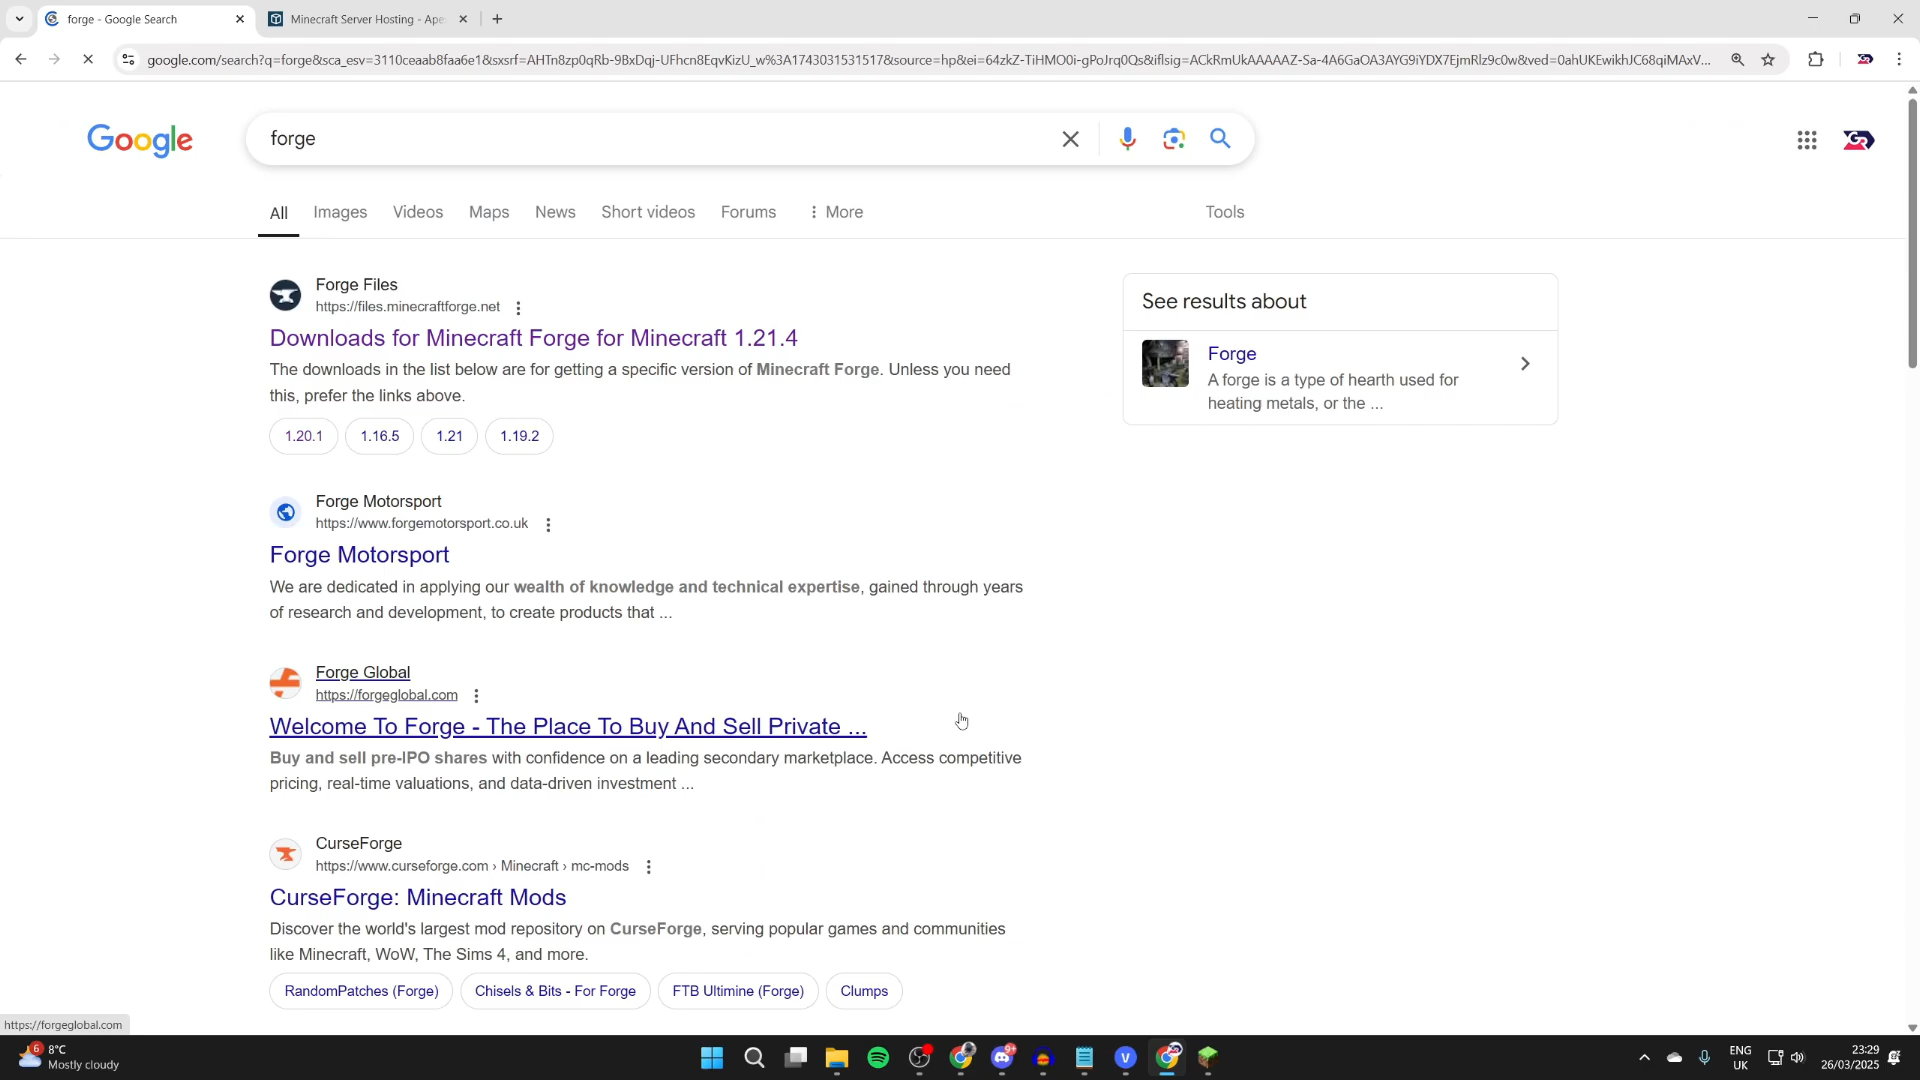 forge - Google Search
Minecraft Server Hosting - Ape
google.com/search?q=forge&sca_esv=3110ceaab8faa6e1&sxsrf=AHTn8zp0qRb-9BxDqj-UFhcn8EqvKizU_w%3A1743031531517&source=hp&ei=64zkZ-TiHMO0i-gPoJrq0Qs&iflsig=ACkRmUkAAAAAZ-Sa-4A6GaOA3AYG9iYDX7EjmRlz9c0w&ved=0ahUKEwikhJC68qiMAxV...
Google
forge
All Images Videos Maps News Short videos Forums More Tools
Forge Files
https://files.minecraftforge.net
Downloads for Minecraft Forge for Minecraft 1.21.4
The downloads in the list below are for getting a specific version of Minecraft Forge. Unless you need
this, prefer the links above.
1.20.1 1.16.5 1.21 1.19.2
See results about
Forge
A forge is a type of hearth used for
heating metals, or the ...
Forge Motorsport
https://www.forgemotorsport.co.uk
Forge Motorsport
We are dedicated in applying our wealth of knowledge and technical expertise, gained through years
of research and development, to create products that ...
Forge Global
https://forgeglobal.com
Welcome To Forge - The Place To Buy And Sell Private ...
Buy and sell pre-IPO shares with confidence on a leading secondary marketplace. Access competitive
pricing, real-time valuations, and data-driven investment ...
CurseForge
https://www.curseforge.com › Minecraft › mc-mods
CurseForge: Minecraft Mods
Discover the world's largest mod repository on CurseForge, serving popular games and communities
like Minecraft, WoW, The Sims 4, and more.
RandomPatches (Forge) Chisels & Bits - For Forge FTB Ultimine (Forge) Clumps
https://forgeglobal.com
6
8°C
Mostly cloudy
9+
ENG
UK
23:29
26/03/2025